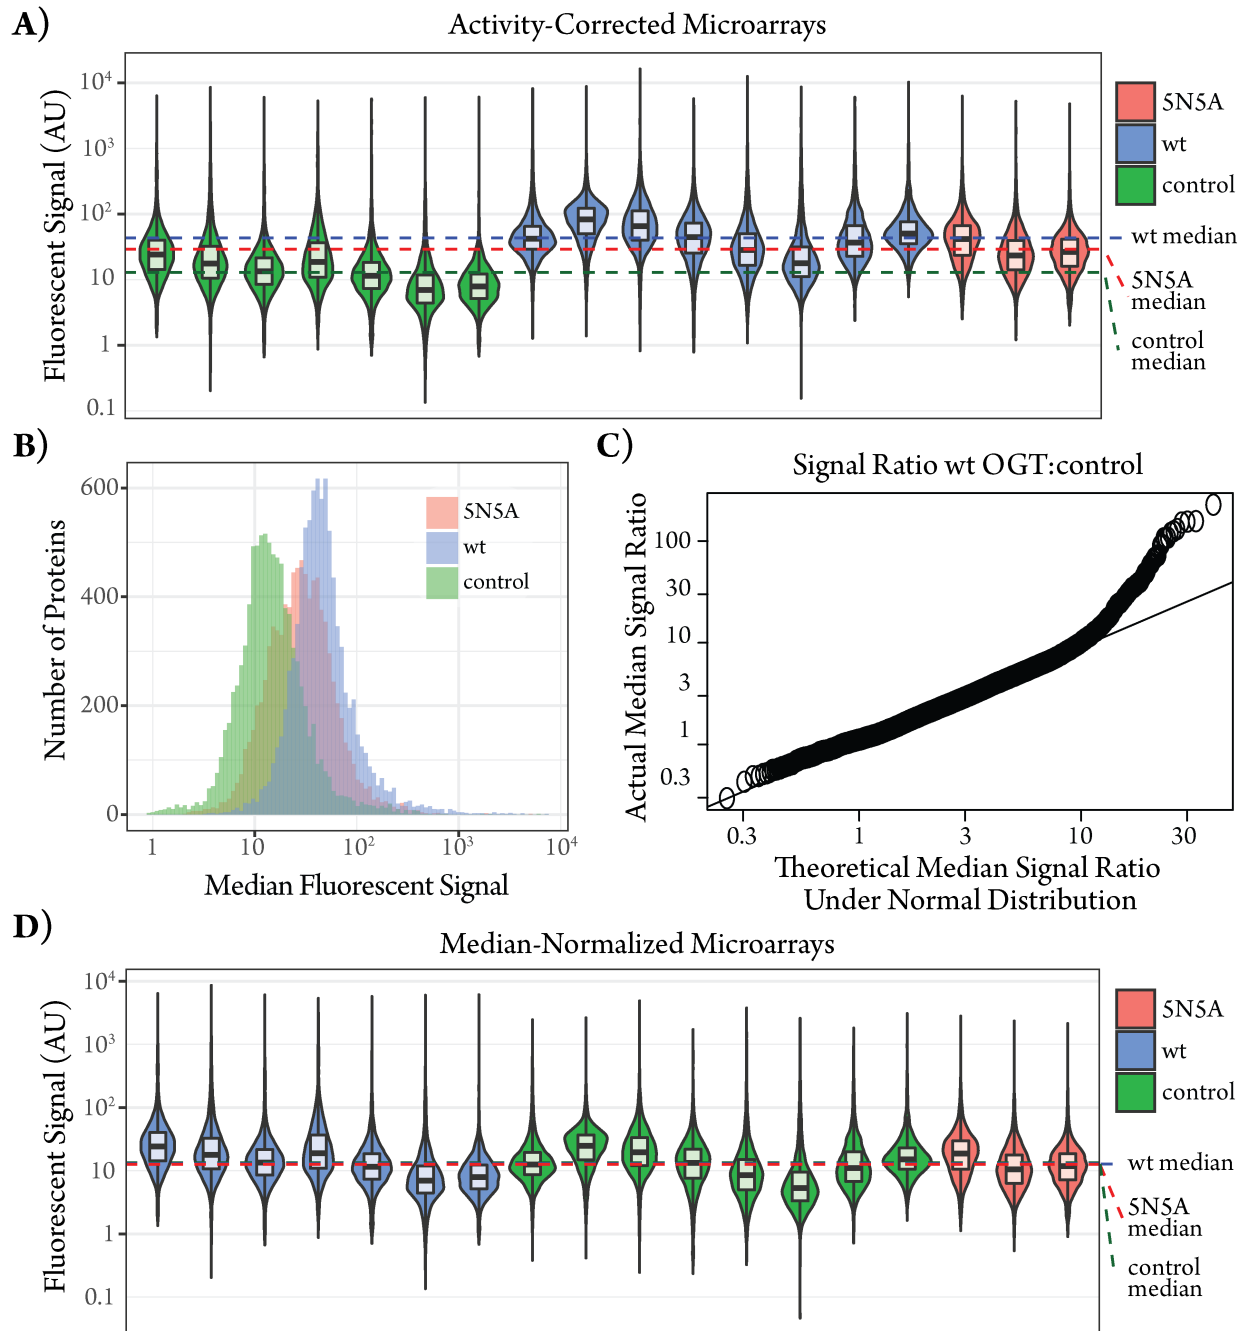 A)
Activity-Corrected Microarrays
Fluorescent Signal (AU)
10⁴
10³
10²
10
1
0.1
5N5A
wt
control
wt median
5N5A
median
control
median
B)
Number of Proteins
600
400
200
0
5N5A
wt
control
1
10
10²
10³
10⁴
Median Fluorescent Signal
C)
Signal Ratio wt OGT:control
Actual Median Signal Ratio
100
30
10
3
1
0.3
0.3
1
3
10
30
Theoretical Median Signal Ratio
Under Normal Distribution
D)
Median-Normalized Microarrays
Fluorescent Signal (AU)
10⁴
10³
10²
10
1
0.1
5N5A
wt
control
wt median
5N5A
median
control
median